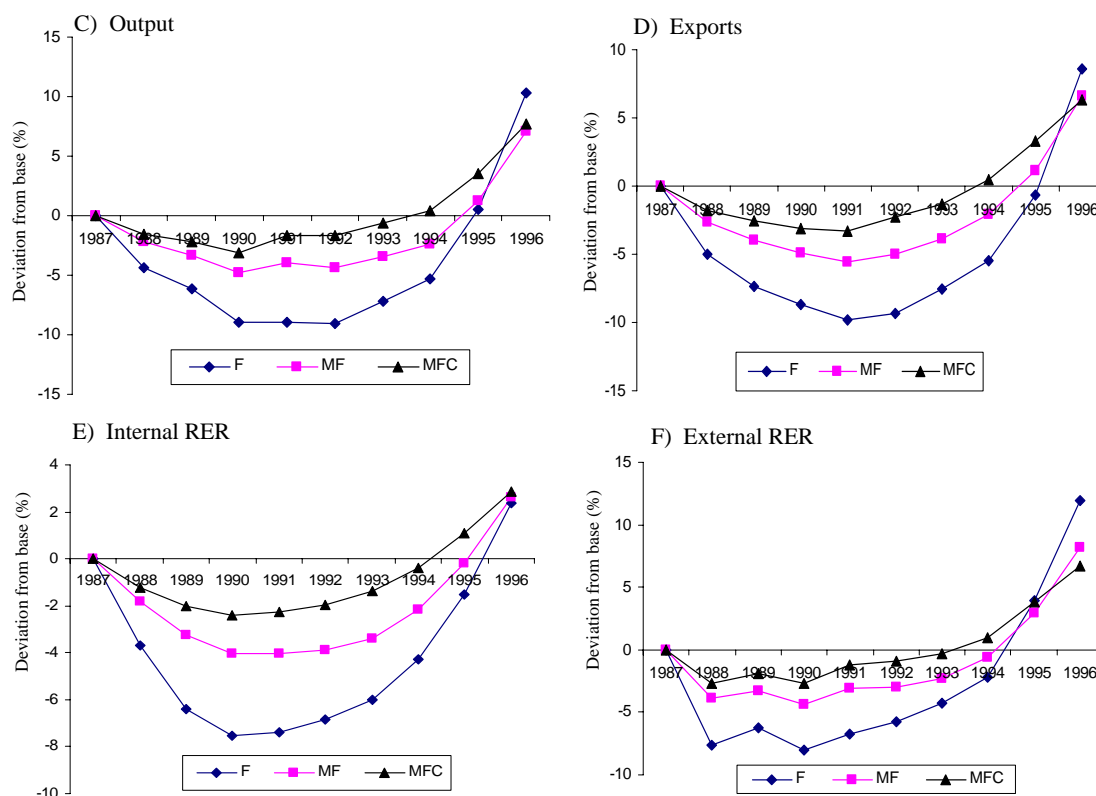 C) Output
Deviation from base (%)
15
10
5
0
-5
-10
-15
1987 1988 1989 1990 1991 1992 1993 1994 1995 1996
F MF MFC
D) Exports
Deviation from base (%)
10
5
0
-5
-10
-15
1987 1988 1989 1990 1991 1992 1993 1994 1995 1996
F MF MFC
E) Internal RER
Deviation from base (%)
4
2
0
-2
-4
-6
-8
-10
1987 1988 1989 1990 1991 1992 1993 1994 1995 1996
F MF MFC
F) External RER
Deviation from base (%)
15
10
5
0
-5
-10
1987 1988 1989 1990 1991 1992 1993 1994 1995 1996
F MF MFC